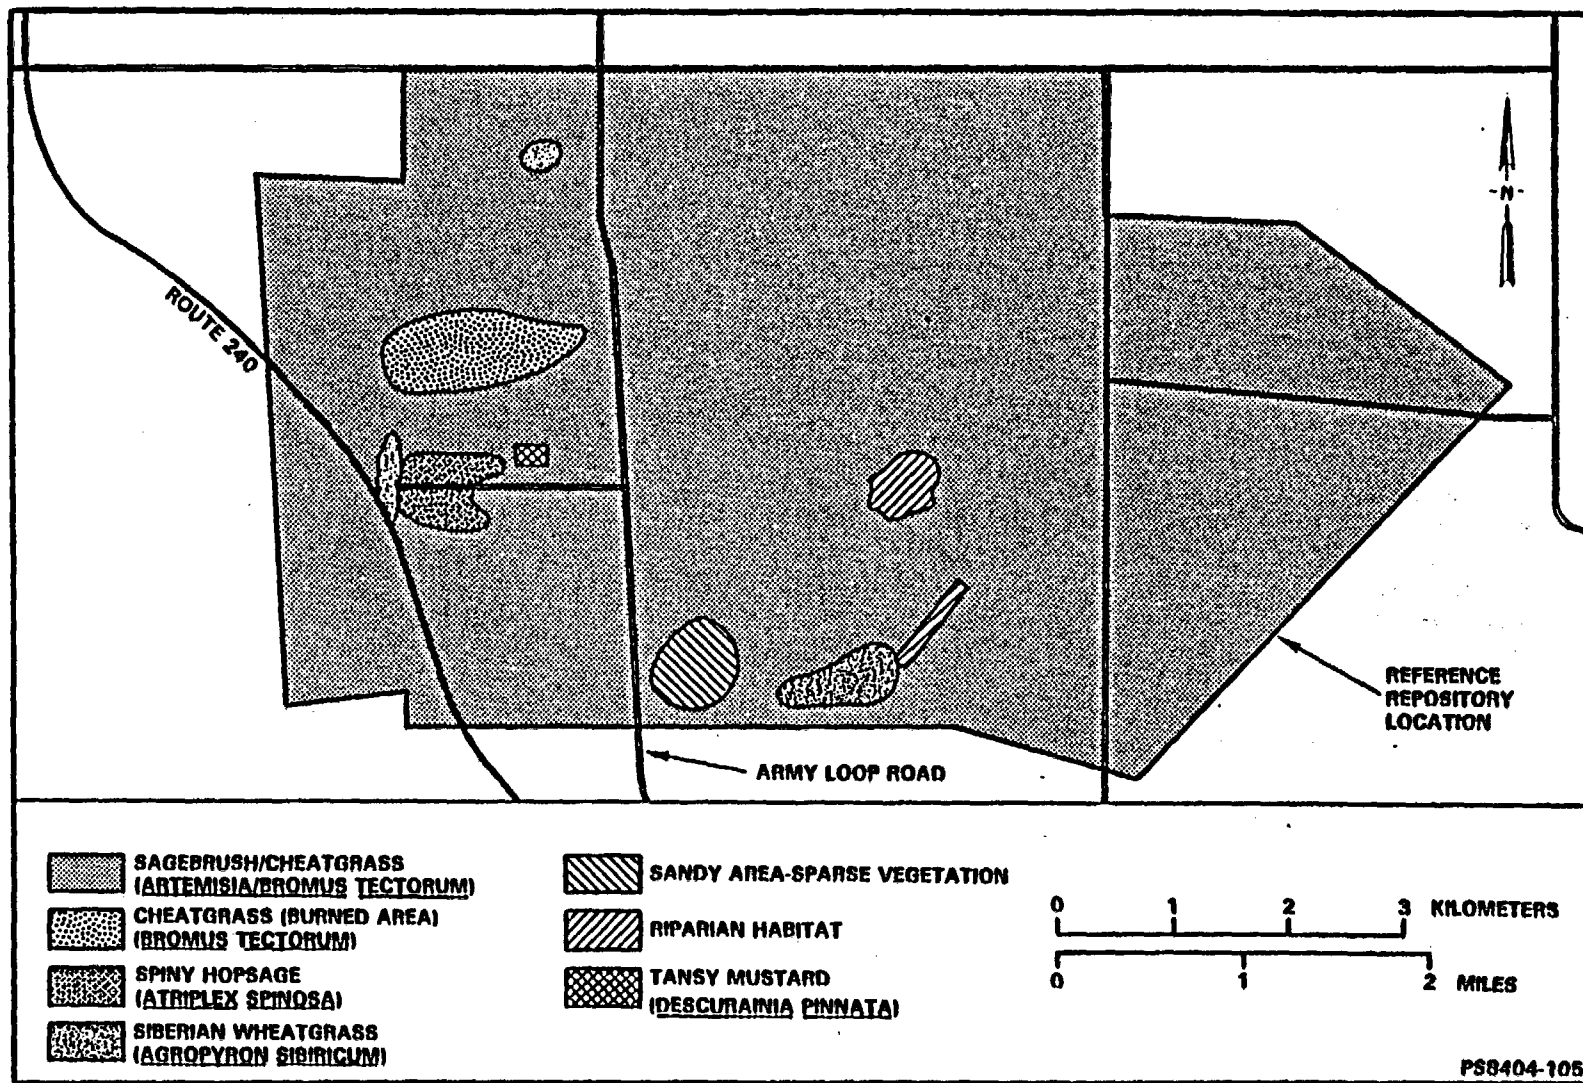 -N-
ROUTE 240
REFERENCE
REPOSITORY
LOCATION
ARMY LOOP ROAD
SAGEBRUSH/CHEATGRASS
(ARTEMISIA/BROMUS TECTORUM)
CHEATGRASS (BURNED AREA)
(BROMUS TECTORUM)
SPINY HOPSAGE
(ATRIPLEX SPINOSA)
SIBERIAN WHEATGRASS
(AGROPYRON SIBIRICUM)
SANDY AREA-SPARSE VEGETATION
RIPARIAN HABITAT
TANSY MUSTARD
(DESCURAINIA PINNATA)
0 1 2 3 KILOMETERS
0 1 2 MILES
PS8404-105